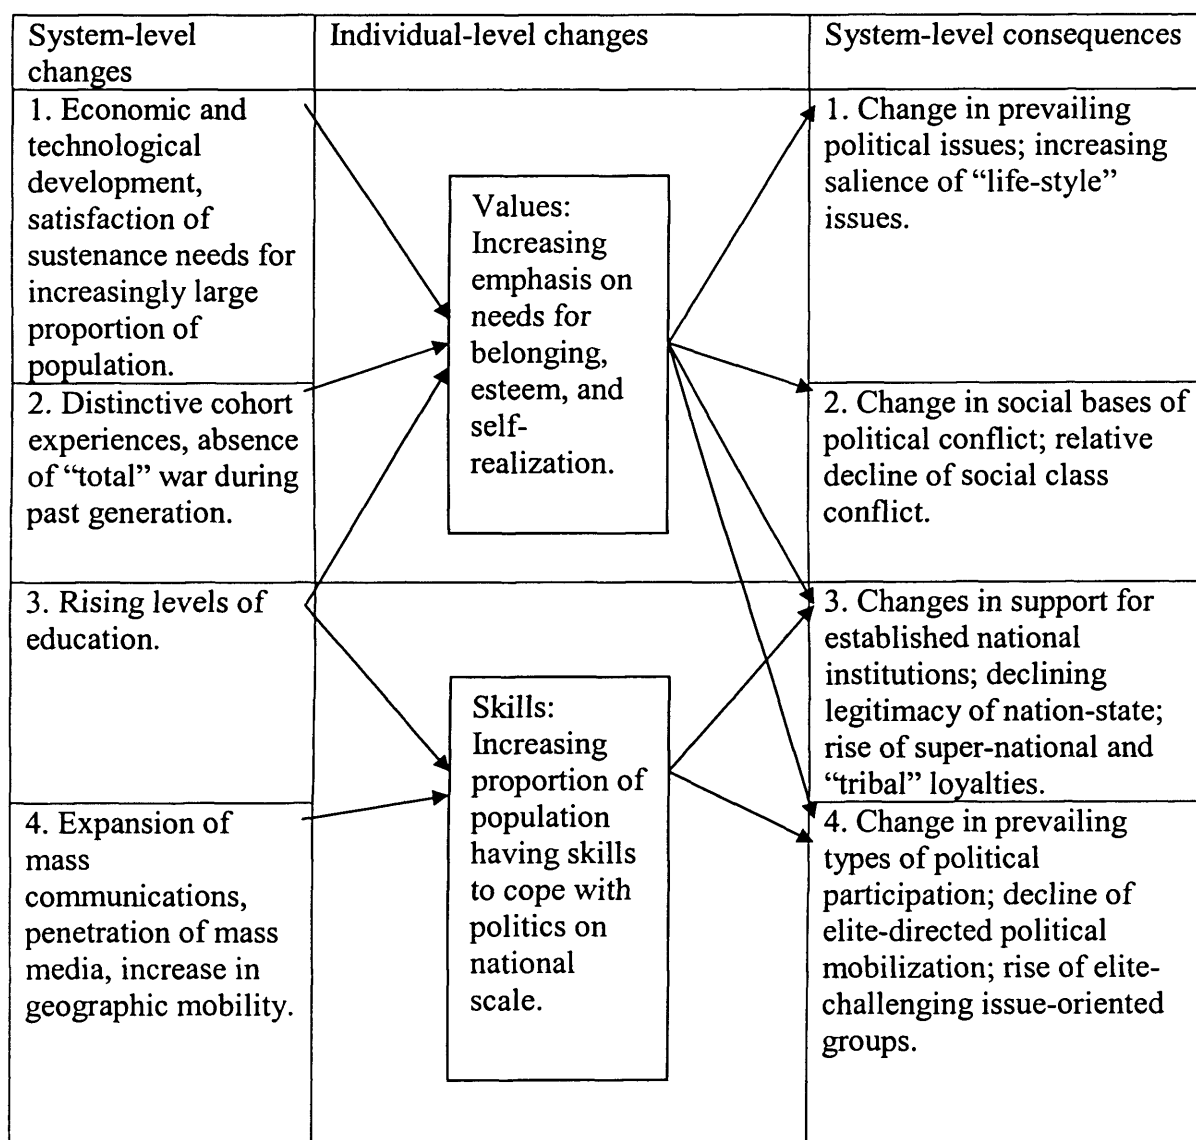 System-level
changes
Individual-level changes
System-level consequences
1. Economic and
technological
development,
satisfaction of
sustenance needs for
increasingly large
proportion of
population.
2. Distinctive cohort
experiences, absence
of “total” war during
past generation.
3. Rising levels of
education.
4. Expansion of
mass
communications,
penetration of mass
media, increase in
geographic mobility.
Values:
Increasing
emphasis on
needs for
belonging,
esteem, and
self-
realization.
Skills:
Increasing
proportion of
population
having skills
to cope with
politics on
national
scale.
1. Change in prevailing
political issues; increasing
salience of “life-style”
issues.
2. Change in social bases of
political conflict; relative
decline of social class
conflict.
3. Changes in support for
established national
institutions; declining
legitimacy of nation-state;
rise of super-national and
“tribal” loyalties.
4. Change in prevailing
types of political
participation; decline of
elite-directed political
mobilization; rise of elite-
challenging issue-oriented
groups.